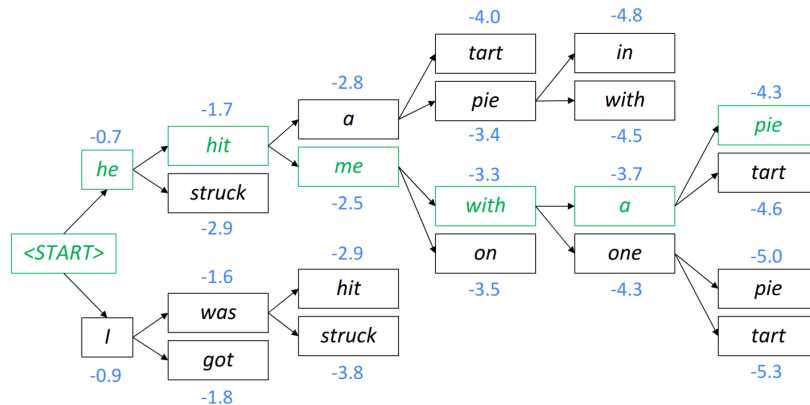 -4.0
-4.8
tart
in
-2.8
-1.7
a
pie
with
-4.3
-0.7
hit
-3.4
-4.5
pie
he
me
-3.3
-3.7
struck
with
a
tart
-2.5
-2.9
-4.6
<START>
-2.9
on
one
-1.6
-5.0
hit
-3.5
-4.3
was
pie
I
struck
tart
got
-0.9
-3.8
-5.3
-1.8